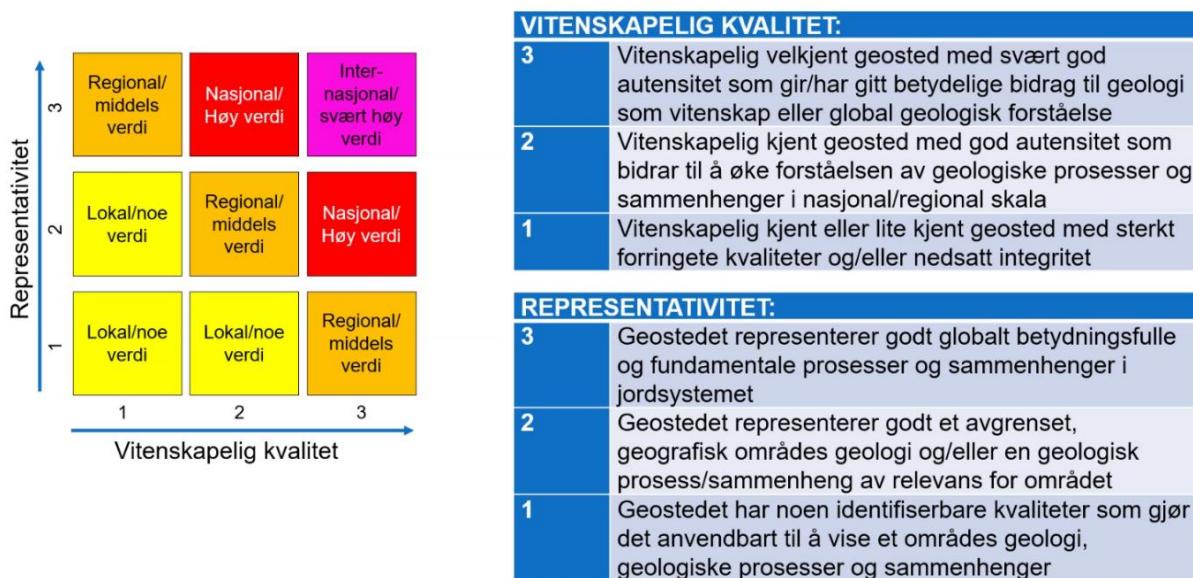 Representativitet
3
2
1
Regional/
middels
verdi
Nasjonal/
Høy verdi
Inter-
nasjonal/
svært høy
verdi
Lokal/noe
verdi
Regional/
middels
verdi
Nasjonal/
Høy verdi
Lokal/noe
verdi
Lokal/noe
verdi
Regional/
middels
verdi
1
2
3
Vitenskapelig kvalitet
VITENSKAPELIG KVALITET:
3
Vitenskapelig velkjent geosted med svært god
autensitet som gir/har gitt betydelige bidrag til geologi
som vitenskap eller global geologisk forståelse
2
Vitenskapelig kjent geosted med god autensitet som
bidrar til å øke forståelsen av geologiske prosesser og
sammenhenger i nasjonal/regional skala
1
Vitenskapelig kjent eller lite kjent geosted med sterkt
forringete kvaliteter og/eller nedsatt integritet
REPRESENTATIVITET:
3
Geostedet representerer godt globalt betydningsfulle
og fundamentale prosesser og sammenhenger i
jordsystemet
2
Geostedet representerer godt et avgrenset,
geografisk områdes geologi og/eller en geologisk
prosess/sammenheng av relevans for området
1
Geostedet har noen identifiserbare kvaliteter som gjør
det anvendbart til å vise et områdes geologi,
geologiske prosesser og sammenhenger